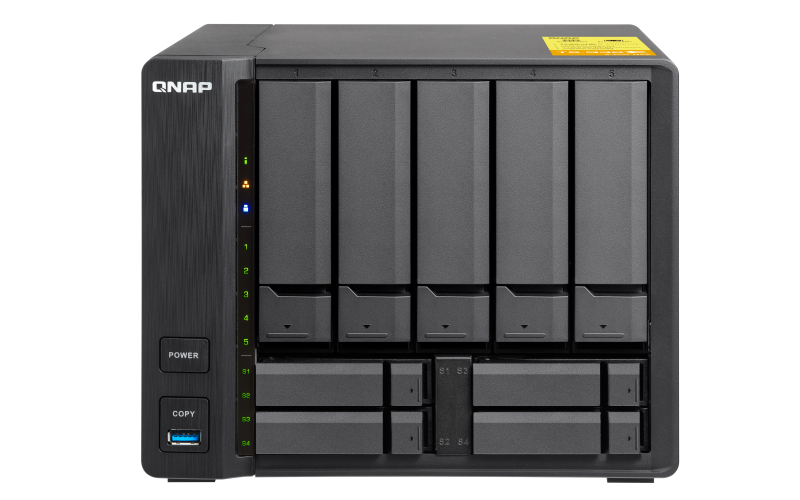 QNAP
1 2 3 4 5
1
2
3
4
5
S1
S2
S3
S4
POWER
COPY
S1 S3
S2 S4